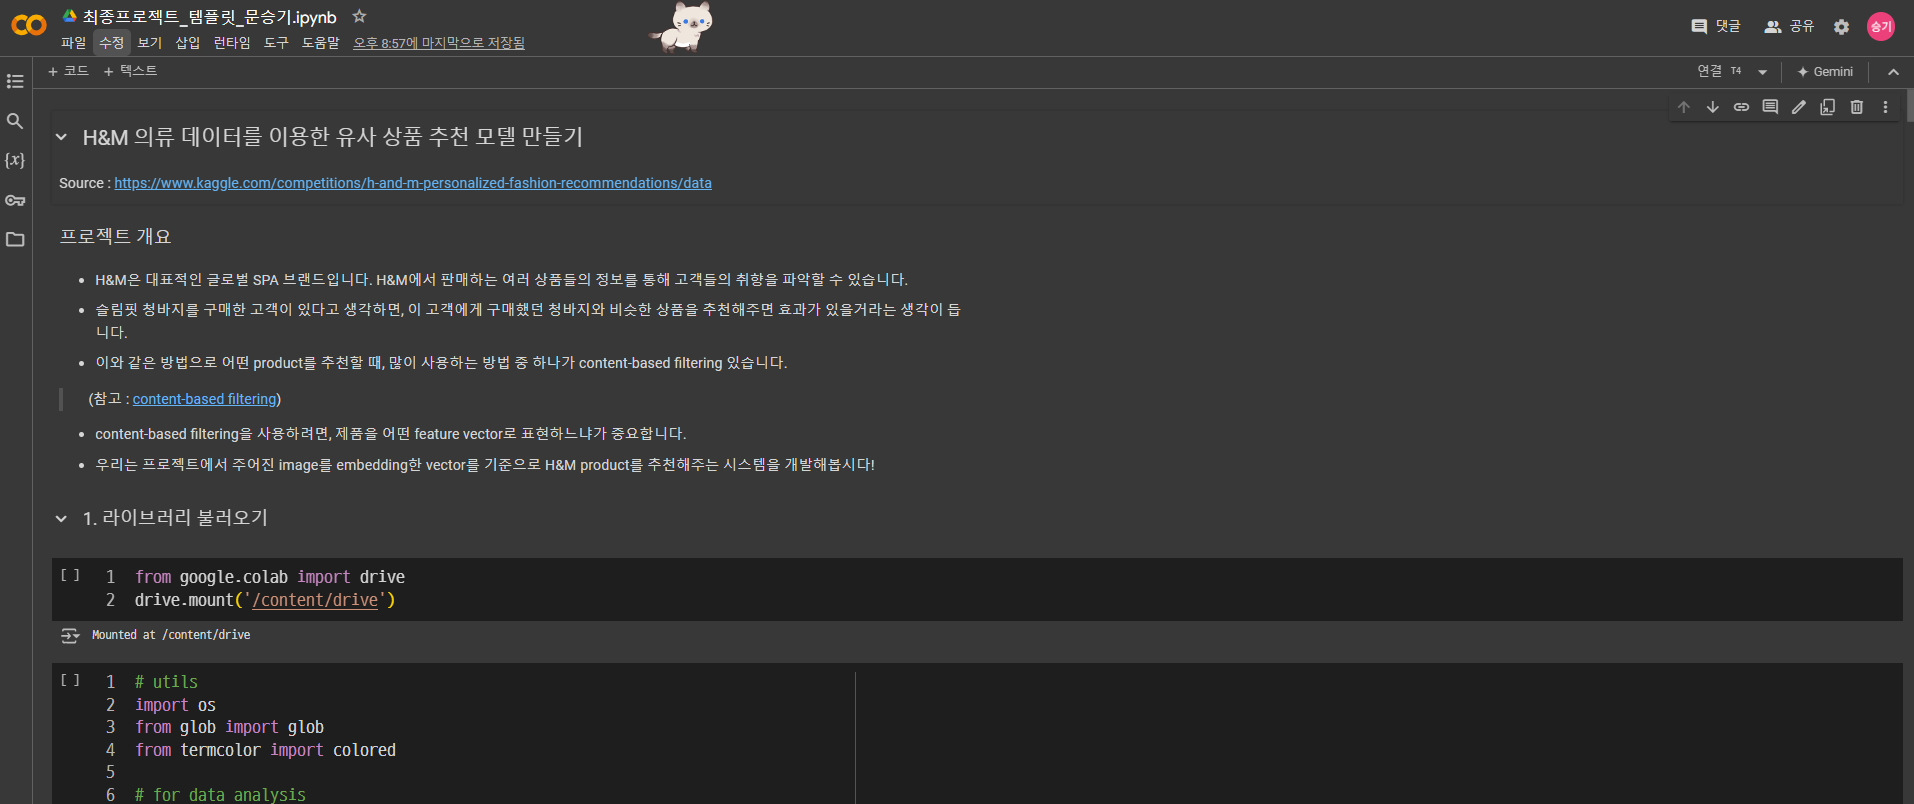 최종프로젝트_템플릿_문승기.ipynb
파일 수정 보기 삽입 런타임 도구 도움말 오후 8:57에 마지막으로 저장됨
댓글 공유 승기
+ 코드 + 텍스트
연결 T4 Gemini
H&M 의류 데이터를 이용한 유사 상품 추천 모델 만들기
Source : https://www.kaggle.com/competitions/h-and-m-personalized-fashion-recommendations/data
프로젝트 개요
• H&M은 대표적인 글로벌 SPA 브랜드입니다. H&M에서 판매하는 여러 상품들의 정보를 통해 고객들의 취향을 파악할 수 있습니다.
• 슬림핏 청바지를 구매한 고객이 있다고 생각하면, 이 고객에게 구매했던 청바지와 비슷한 상품을 추천해주면 효과가 있을거라는 생각이 듭
니다.
• 이와 같은 방법으로 어떤 product를 추천할 때, 많이 사용하는 방법 중 하나가 content-based filtering 있습니다.
(참고 : content-based filtering)
• content-based filtering을 사용하려면, 제품을 어떤 feature vector로 표현하느냐가 중요합니다.
• 우리는 프로젝트에서 주어진 image를 embedding한 vector를 기준으로 H&M product를 추천해주는 시스템을 개발해봅시다!
1. 라이브러리 불러오기
[ ] 1 from google.colab import drive
2 drive.mount('/content/drive')
Mounted at /content/drive
[ ] 1 # utils
2 import os
3 from glob import glob
4 from termcolor import colored
5
6 # for data analysis
{x}